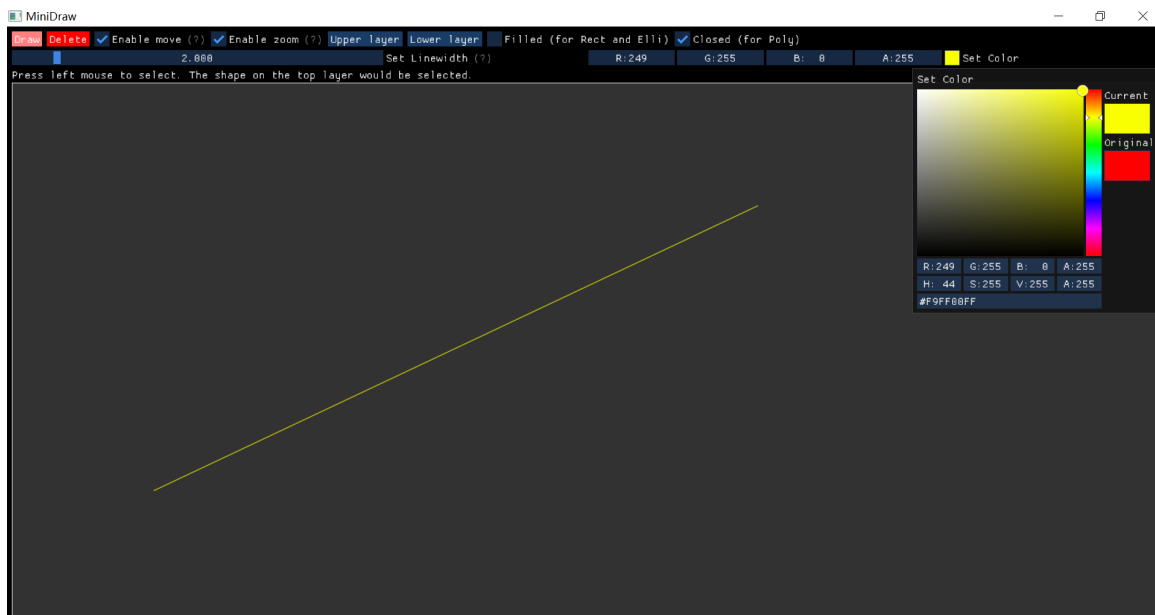 MiniDraw
Draw Delete Enable move (?) Enable zoom (?) Upper layer Lower layer Filled (for Rect and Elli) Closed (for Poly)
2.000 Set Linewidth (?) R:249 G:255 B: 0 A:255 Set Color
Press left mouse to select. The shape on the top layer would be selected.
Set Color
Current
Original
R:249 G:255 B: 0 A:255
H: 44 S:255 V:255 A:255
#F9FF00FF